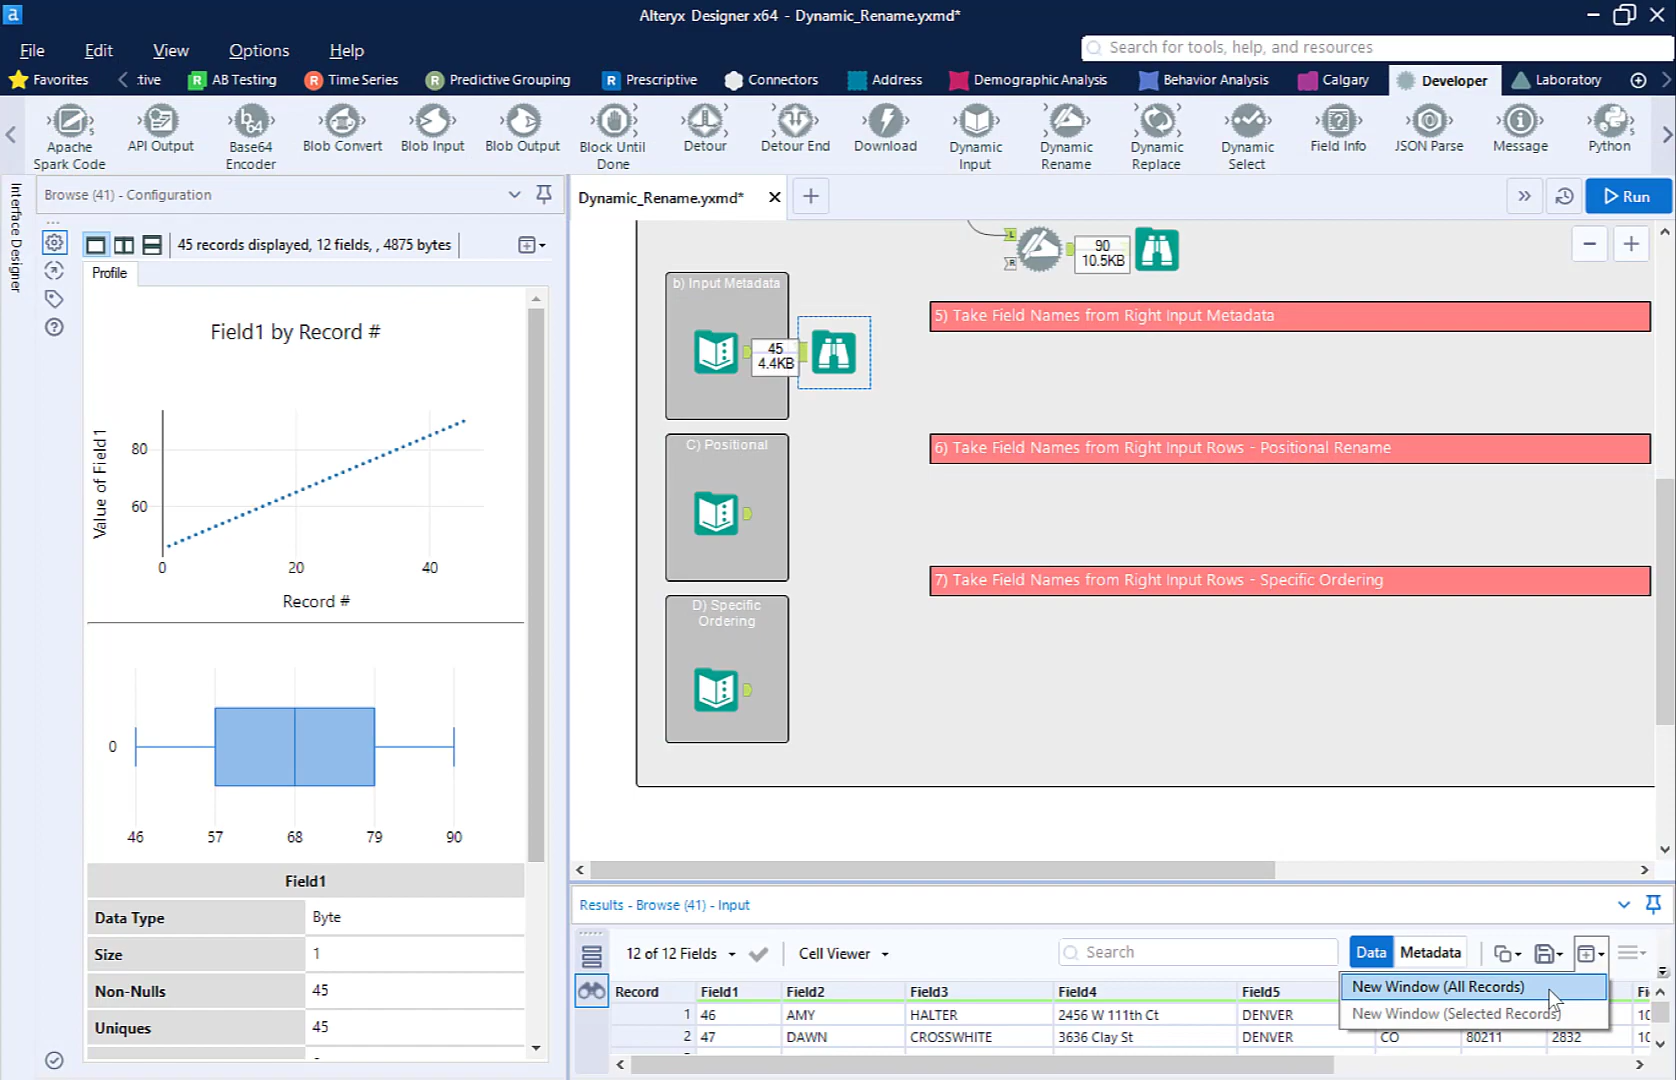 a
Alteryx Designer x64 - Dynamic_Rename.yxmd*
File Edit View Options Help
Search for tools, help, and resources
Favorites tive AB Testing Time Series Predictive Grouping Prescriptive Connectors Address Demographic Analysis Behavior Analysis Calgary Developer Laboratory
Apache Spark Code
API Output
b64
Base64 Encoder
Blob Convert
Blob Input
Blob Output
Block Until Done
Detour
Detour End
Download
Dynamic Input
Dynamic Rename
Dynamic Replace
Dynamic Select
Field Info
JSON Parse
Message
Python
Interface Designer
Browse (41) - Configuration
45 records displayed, 12 fields, , 4875 bytes
Profile
Field1 by Record #
Value of Field1
80
60
0 20 40
Record #
0
46 57 68 79 90
Field1
Data Type Byte
Size 1
Non-Nulls 45
Uniques 45
Dynamic_Rename.yxmd*
Run
L
R
90
10.5KB
b) Input Metadata
45
4.4KB
5) Take Field Names from Right Input Metadata
C) Positional
6) Take Field Names from Right Input Rows - Positional Rename
7) Take Field Names from Right Input Rows - Specific Ordering
D) Specific
Ordering
Results - Browse (41) - Input
12 of 12 Fields Cell Viewer Search Data Metadata
New Window (All Records)
New Window (Selected Records)
Record Field1 Field2 Field3 Field4 Field5 Fi
1 46 AMY HALTER 2456 W 111th Ct DENVER 10
2 47 DAWN CROSSWHITE 3636 Clay St DENVER CO 80211 2832 10